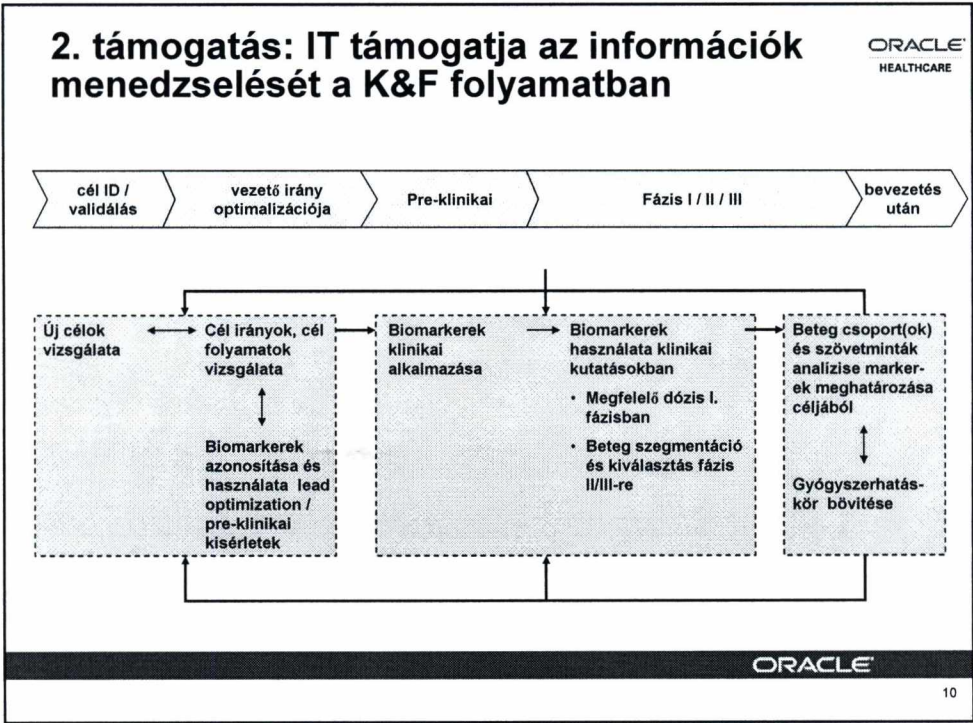 2. támogatás: IT támogatja az információk
menedzselését a K&F folyamatban
ORACLE
HEALTHCARE
cél ID /
validálás
vezető irány
optimalizációja
Pre-klinikai
Fázis I / II / III
bevezetés
után
Új célok
vizsgálata
Cél irányok, cél
folyamatok
vizsgálata
Biomarkerek
azonosítása és
használata lead
optimization /
pre-klinikai
kisérletek
Biomarkerek
klinikai
alkalmazása
Biomarkerek
használata klinikai
kutatásokban
• Megfelelő dózis I.
fázisban
• Beteg szegmentáció
és kiválasztás fázis
II/III-re
Beteg csoport(ok)
és szövetminták
analízise marker-
ek meghatározása
céljából
Gyógyszerhatás-
kör bövitése
ORACLE
10